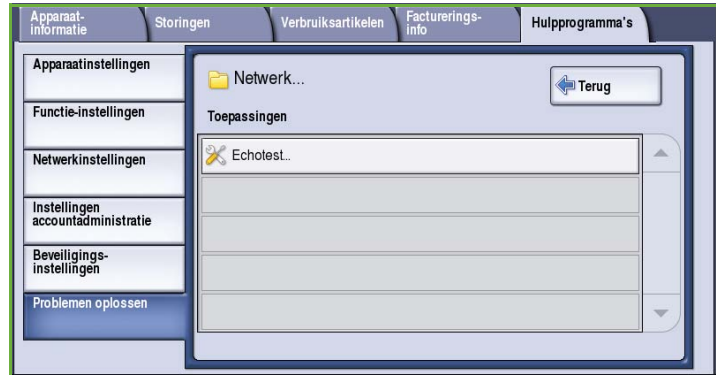 Apparaat-
informatie
Storingen
Verbruiksartikelen
Facturerings-
info
Hulpprogramma's
Apparaatinstellingen
Functie-instellingen
Netwerkinstellingen
Instellingen
accountadministratie
Beveiligings-
instellingen
Problemen oplossen
Netwerk...
Terug
Toepassingen
Echotest...